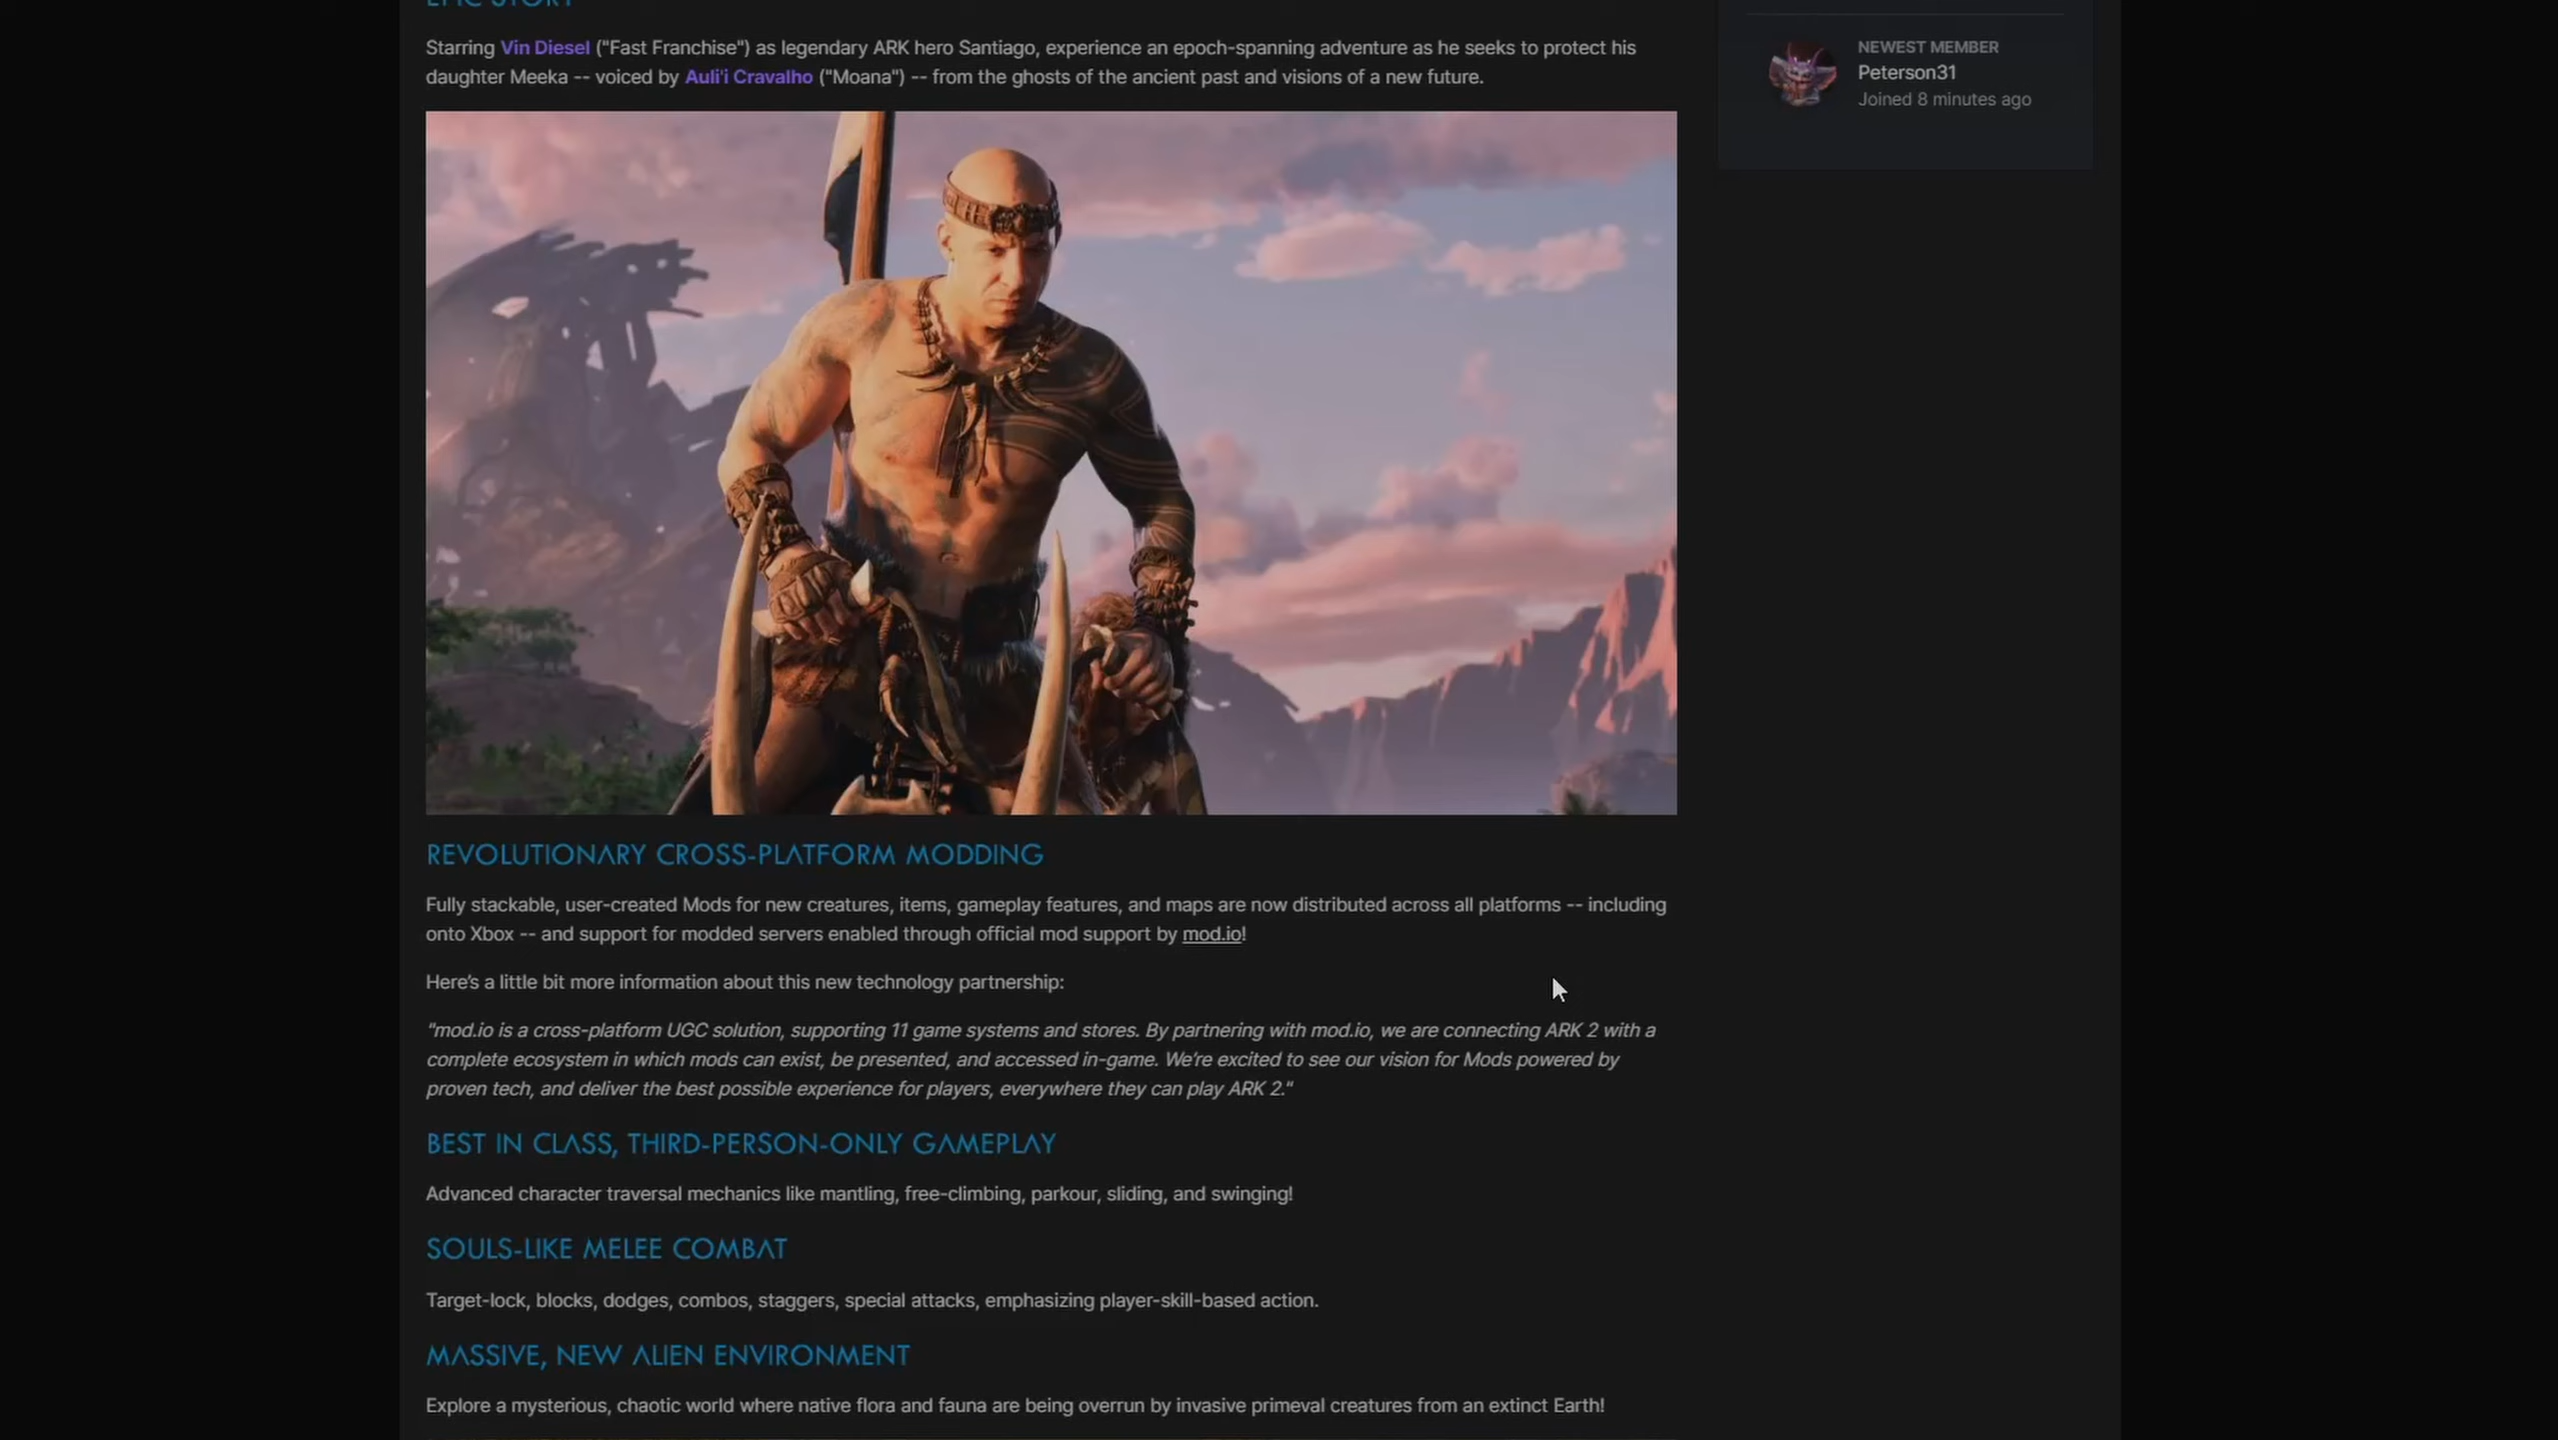 EPIC STORY
Starring Vin Diesel ("Fast Franchise") as legendary ARK hero Santiago, experience an epoch-spanning adventure as he seeks to protect his
daughter Meeka -- voiced by Auli'i Cravalho ("Moana") -- from the ghosts of the ancient past and visions of a new future.
NEWEST MEMBER
Peterson31
Joined 8 minutes ago
REVOLUTIONARY CROSS-PLATFORM MODDING
Fully stackable, user-created Mods for new creatures, items, gameplay features, and maps are now distributed across all platforms -- including
onto Xbox -- and support for modded servers enabled through official mod support by mod.io!
Here's a little bit more information about this new technology partnership:
"mod.io is a cross-platform UGC solution, supporting 11 game systems and stores. By partnering with mod.io, we are connecting ARK 2 with a
complete ecosystem in which mods can exist, be presented, and accessed in-game. We're excited to see our vision for Mods powered by
proven tech, and deliver the best possible experience for players, everywhere they can play ARK 2."
BEST IN CLASS, THIRD-PERSON-ONLY GAMEPLAY
Advanced character traversal mechanics like mantling, free-climbing, parkour, sliding, and swinging!
SOULS-LIKE MELEE COMBAT
Target-lock, blocks, dodges, combos, staggers, special attacks, emphasizing player-skill-based action.
MASSIVE, NEW ALIEN ENVIRONMENT
Explore a mysterious, chaotic world where native flora and fauna are being overrun by invasive primeval creatures from an extinct Earth!